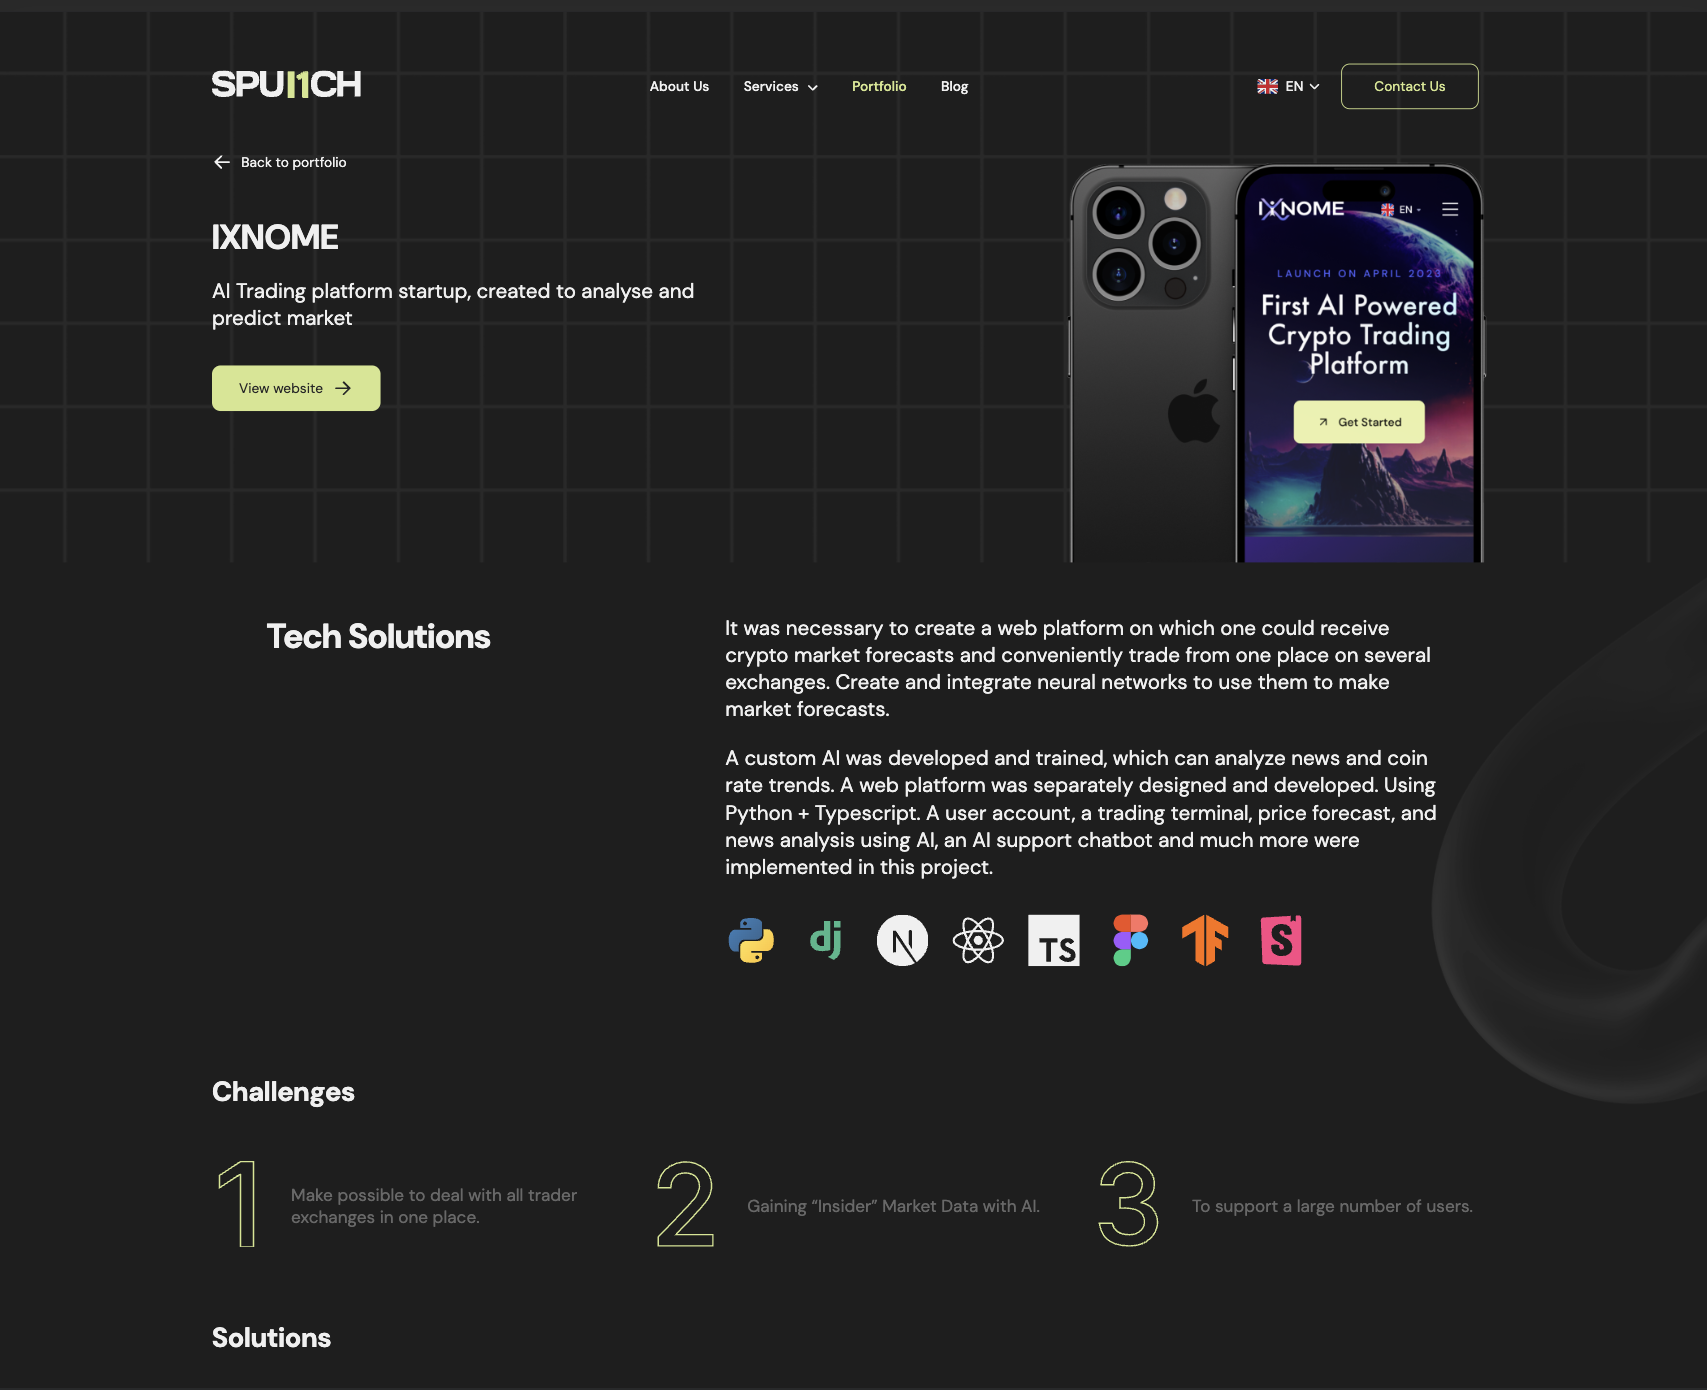 SPUNCH
About Us
Services
Portfolio
Blog
EN
Contact Us
Back to portfolio
IXNOME
AI Trading platform startup, created to analyse and
predict market
View website
IXNOME
EN
LAUNCH ON APRIL 2023
First AI Powered
Crypto Trading
Platform
Get Started
Tech Solutions
It was necessary to create a web platform on which one could receive
crypto market forecasts and conveniently trade from one place on several
exchanges. Create and integrate neural networks to use them to make
market forecasts.
A custom AI was developed and trained, which can analyze news and coin
rate trends. A web platform was separately designed and developed. Using
Python + Typescript. A user account, a trading terminal, price forecast, and
news analysis using AI, an AI support chatbot and much more were
implemented in this project.
dj
N
TS
S
Challenges
1
Make possible to deal with all trader
exchanges in one place.
2
Gaining “Insider” Market Data with AI.
3
To support a large number of users.
Solutions